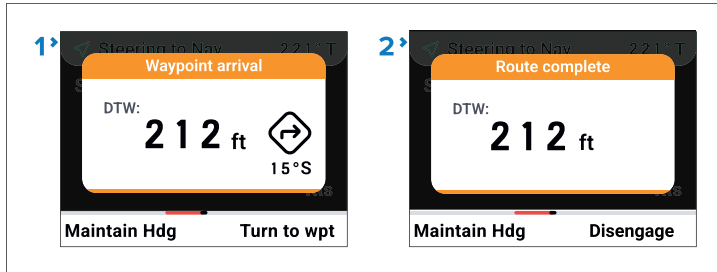 1>
Steering to Nav 221°T
Waypoint arrival
DTW:
212 ft
15°S
Maintain Hdg Turn to wpt
2>
Steering to Nav 221°T
Route complete
DTW:
212 ft
Maintain Hdg Disengage